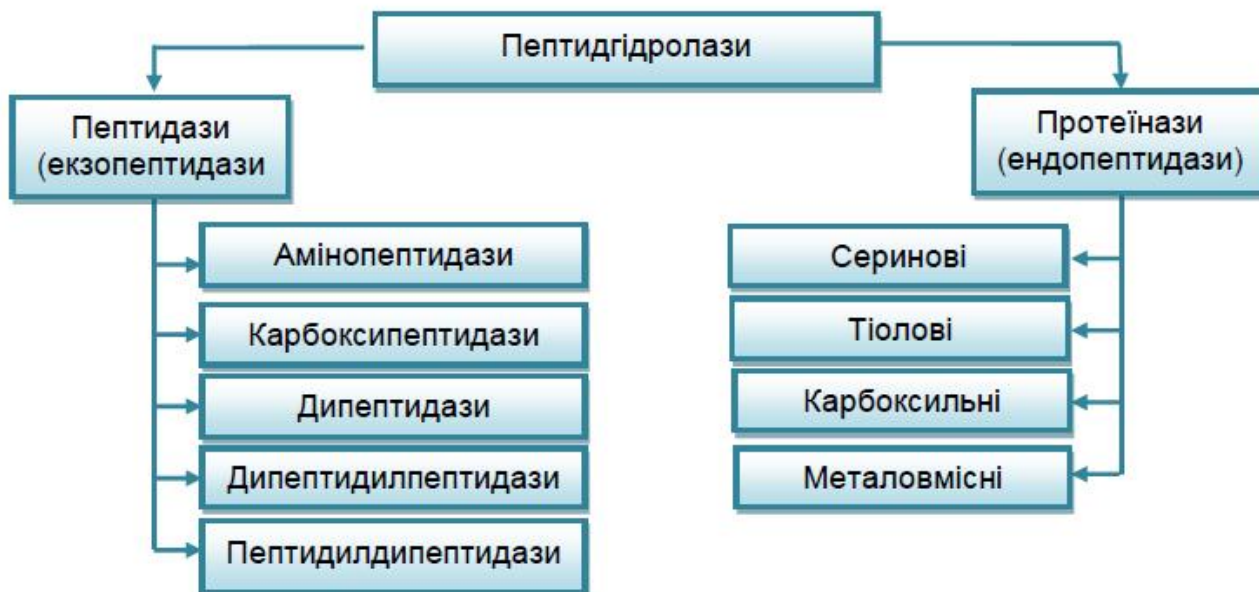 Пептидгідролази
Пептидази
(екзопептидази
Протеїнази
(ендопептидази)
Амінопептидази
Карбоксипептидази
Дипептидази
Дипептидилпептидази
Пептидилдипептидази
Серинові
Тіолові
Карбоксильні
Металовмісні